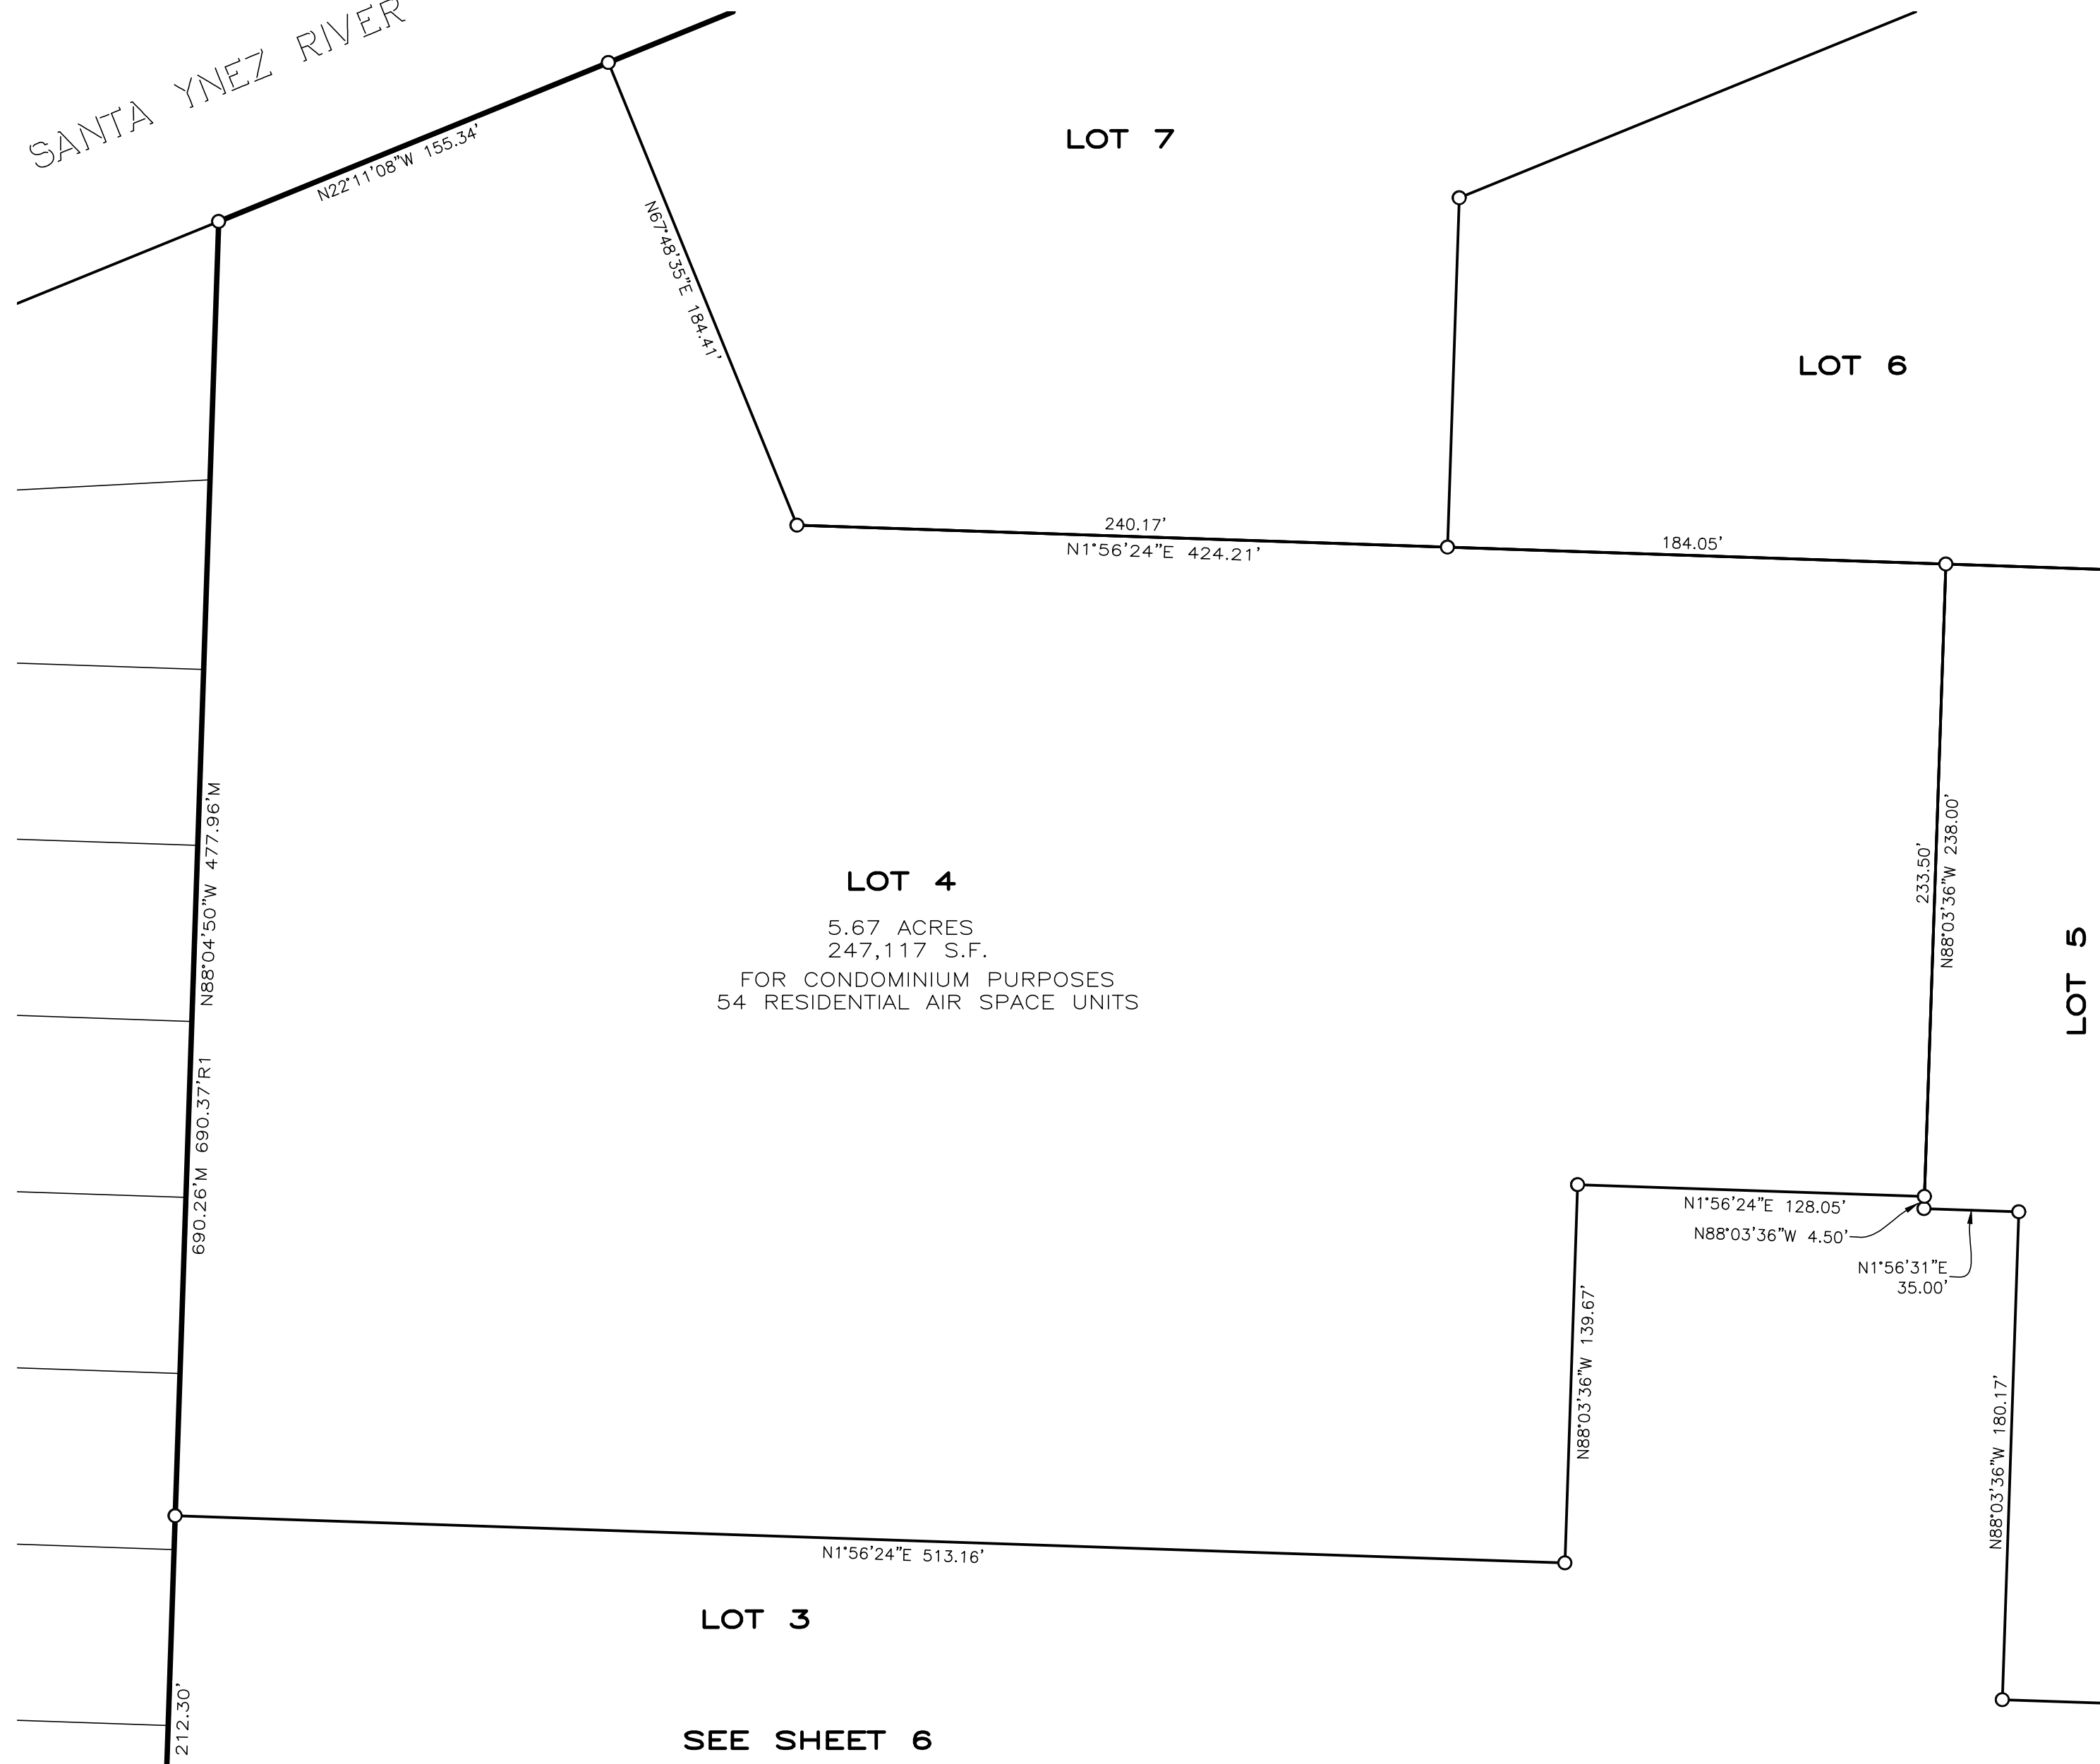 SANTA YNEZ RIVER
N22°11'08"W 155.34'
LOT 7
N67°48'35"E 184.41'
LOT 6
240.17'
N1°56'24"E 424.21'
184.05'
N88°04'50"W 477.96'M
690.26'M 690.37'R1
LOT 4
5.67 ACRES
247,117 S.F.
FOR CONDOMINIUM PURPOSES
54 RESIDENTIAL AIR SPACE UNITS
233.50'
N88°03'36"W 238.00'
LOT 5
N1°56'24"E 128.05'
N88°03'36"W 4.50'
N1°56'31"E
35.00'
N88°03'36"W 139.67'
N88°03'36"W 180.17'
N1°56'24"E 513.16'
LOT 3
212.30'
SEE SHEET 6